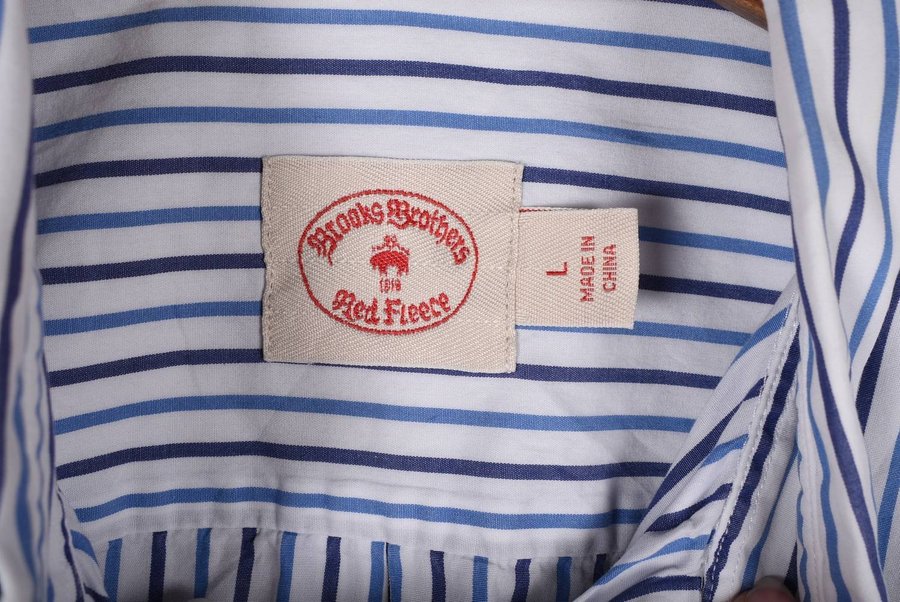 Brooks Brothers
1818
Red Fleece
L
MADE IN
CHINA